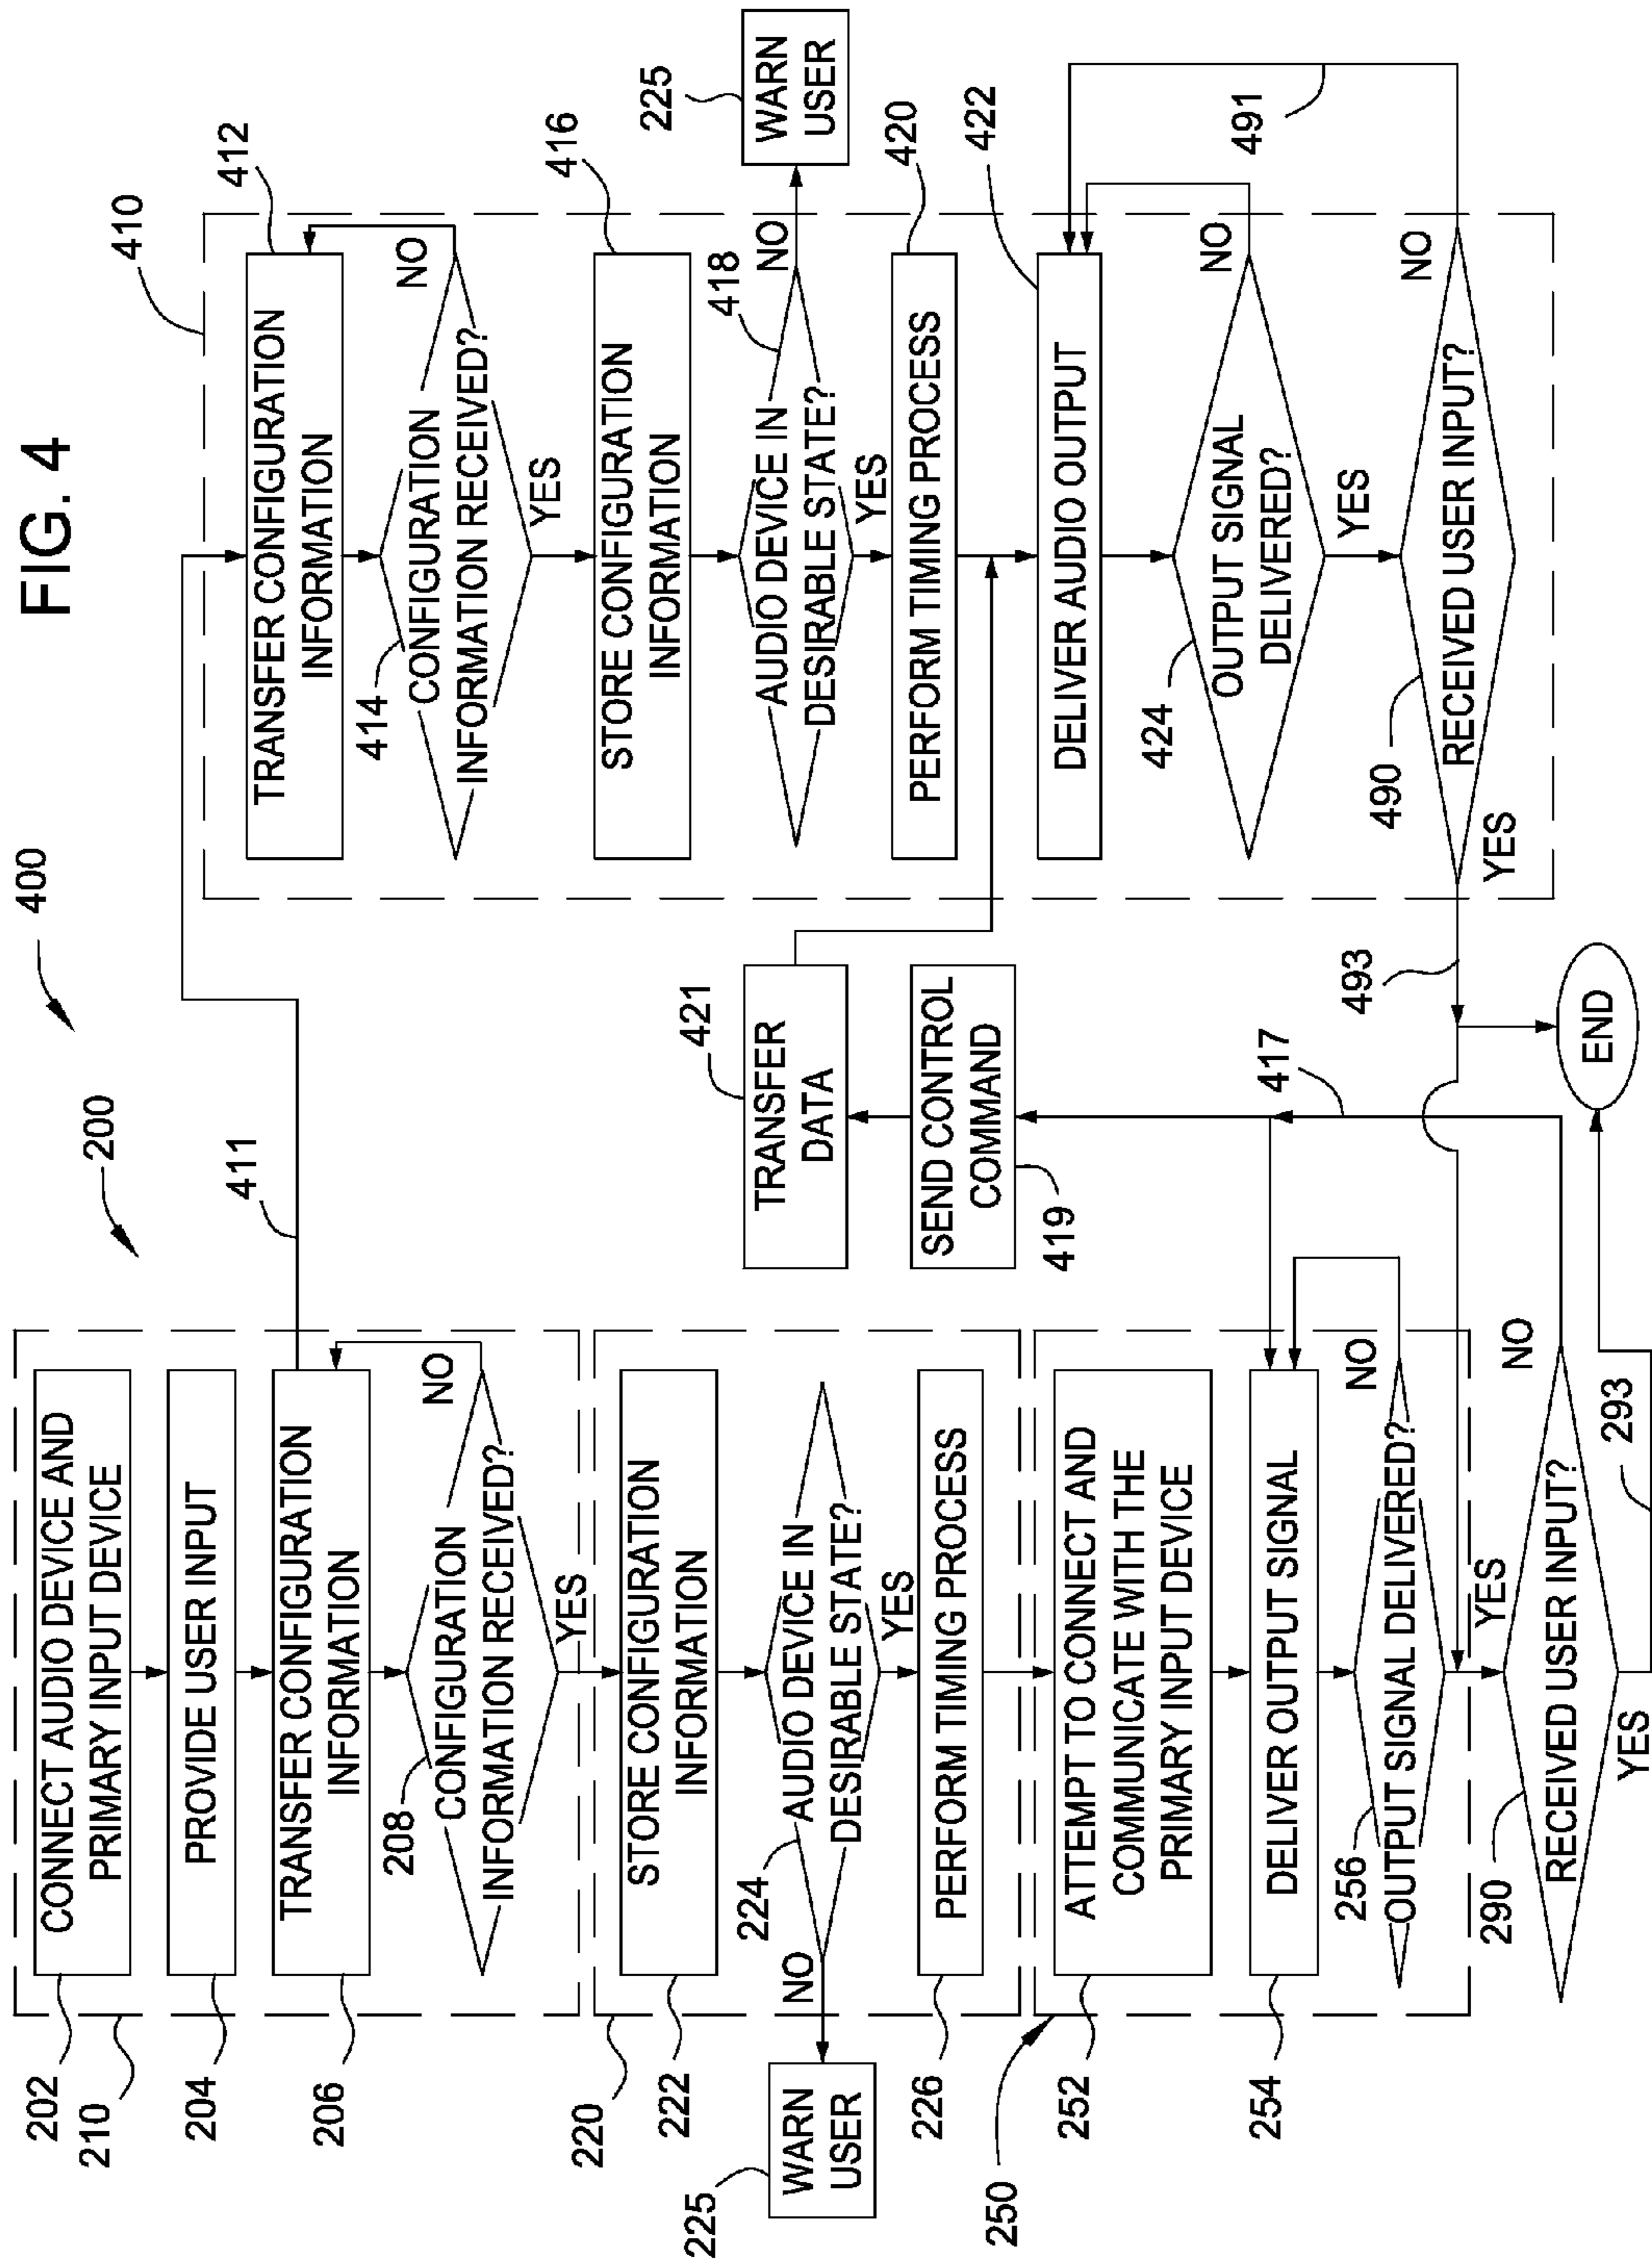 FIG. 4
400
200
202
210
CONNECT AUDIO DEVICE AND
PRIMARY INPUT DEVICE
204
PROVIDE USER INPUT
206
TRANSFER CONFIGURATION
INFORMATION
411
208
CONFIGURATION
INFORMATION RECEIVED?
NO
YES
220
222
STORE CONFIGURATION
INFORMATION
224
AUDIO DEVICE IN
DESIRABLE STATE?
NO
YES
225
WARN
USER
226
PERFORM TIMING PROCESS
250
252
ATTEMPT TO CONNECT AND
COMMUNICATE WITH THE
PRIMARY INPUT DEVICE
254
DELIVER OUTPUT SIGNAL
256
OUTPUT SIGNAL DELIVERED?
NO
YES
290
RECEIVED USER INPUT?
NO
YES
293
417
419
SEND CONTROL
COMMAND
421
TRANSFER
DATA
END
410
412
TRANSFER CONFIGURATION
INFORMATION
414
CONFIGURATION
INFORMATION RECEIVED?
NO
YES
416
STORE CONFIGURATION
INFORMATION
418
AUDIO DEVICE IN
DESIRABLE STATE?
NO
YES
225
WARN
USER
420
PERFORM TIMING PROCESS
422
DELIVER AUDIO OUTPUT
424
OUTPUT SIGNAL
DELIVERED?
NO
YES
490
RECEIVED USER INPUT?
NO
YES
491
493